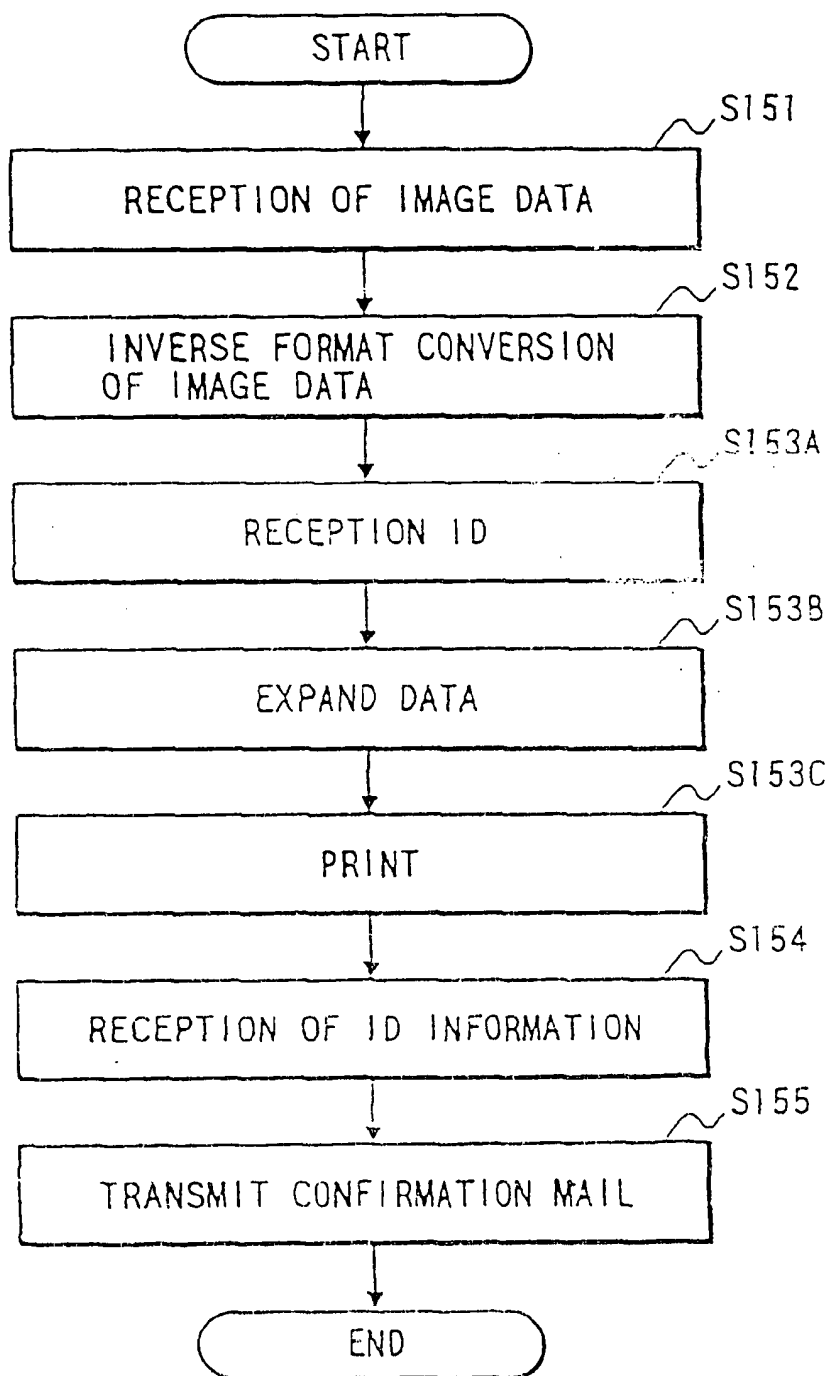 START
S151
RECEPTION OF IMAGE DATA
S152
INVERSE FORMAT CONVERSION
OF IMAGE DATA
S153A
RECEPTION ID
S153B
EXPAND DATA
S153C
PRINT
S154
RECEPTION OF ID INFORMATION
S155
TRANSMIT CONFIRMATION MAIL
END